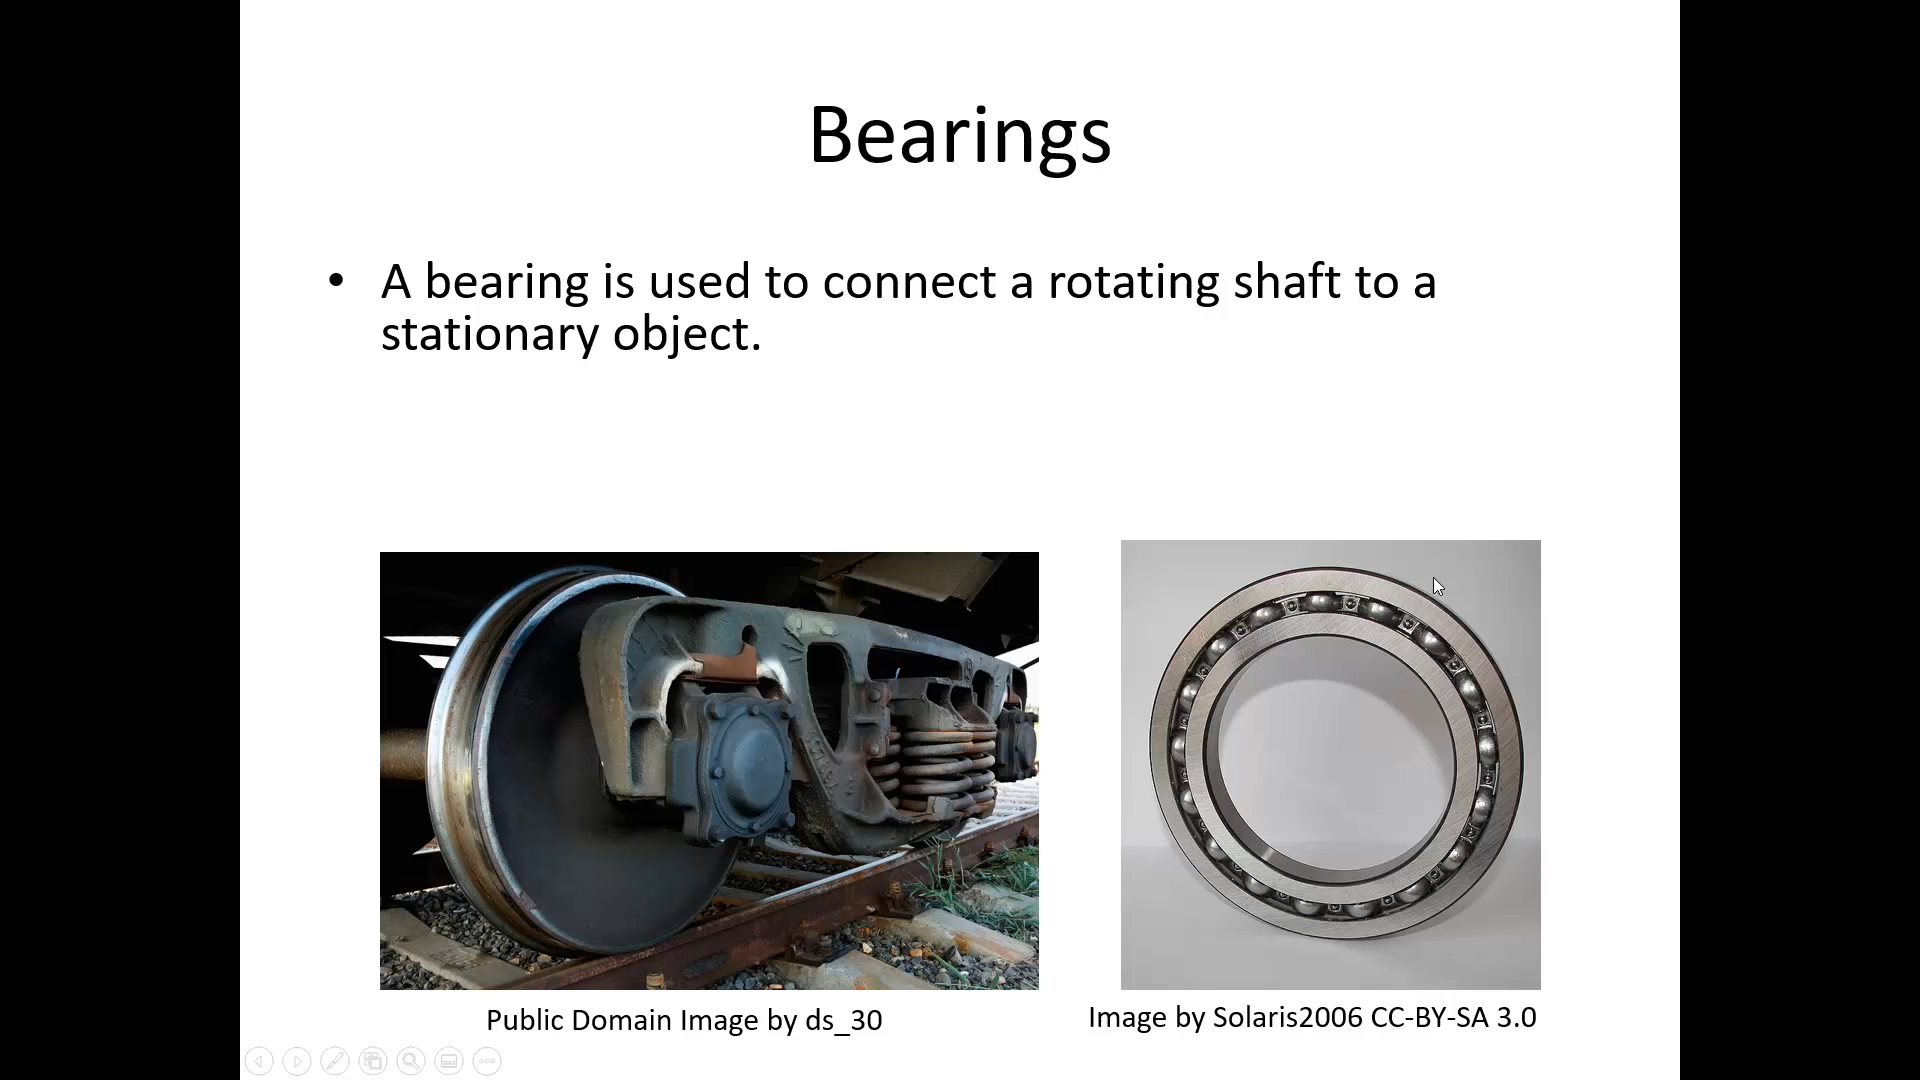 Bearings
• A bearing is used to connect a rotating shaft to a
stationary object.
Public Domain Image by ds_30
Image by Solaris2006 CC-BY-SA 3.0